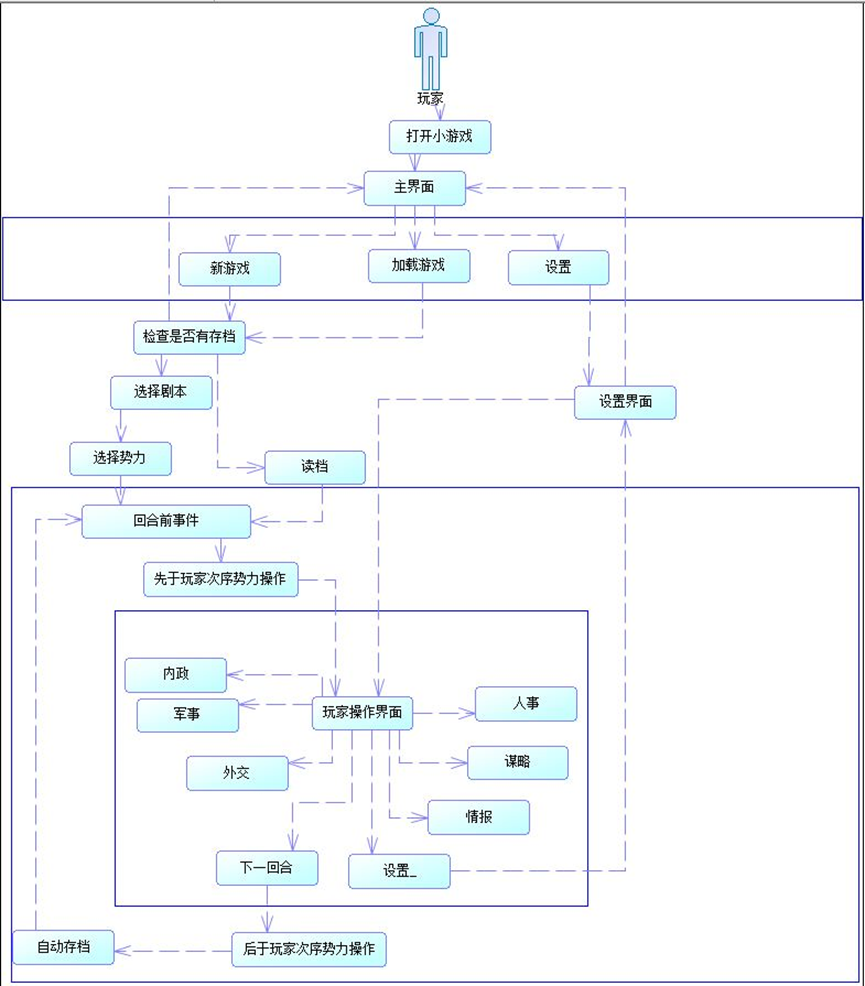 玩家
打开小游戏
主界面
新游戏
加载游戏
设置
检查是否有存档
选择剧本
设置界面
选择势力
读档
回合前事件
先于玩家次序势力操作
内政
人事
军事
玩家操作界面
外交
谋略
情报
下一回合
设置_
自动存档
后于玩家次序势力操作